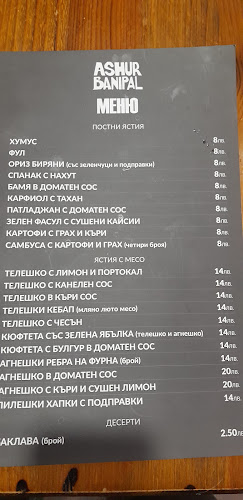 ASHUR
BANIPAL
МЕНЮ
ПОСТНИ ЯСТИЯ
ХУМУС 8лв.
ФУЛ 8лв.
ОРИЗ БИРЯНИ (със зеленчуци и подправки) 8лв.
СПАНАК С НАХУТ 8лв.
БАМЯ В ДОМАТЕН СОС 8лв.
КАРФИОЛ С ТАХАН 8лв.
ПАТЛАДЖАН С ДОМАТЕН СОС 8лв.
ЗЕЛЕН ФАСУЛ С СУШЕНИ КАЙСИИ 8лв.
КАРТОФИ С ГРАХ И КЪРИ 8лв.
САМБУСА С КАРТОФИ И ГРАХ (четири броя) 8лв.
ЯСТИЯ С МЕСО
ТЕЛЕШКО С ЛИМОН И ПОРТОКАЛ 14лв.
ТЕЛЕШКО С КАНЕЛЕН СОС 14лв.
ТЕЛЕШКО В КЪРИ СОС 14лв.
ТЕЛЕШКИ КЕБАП (мляно люто месо) 14лв.
ТЕЛЕШКО С ЧЕСЪН 14лв.
КЮФТЕТА СЪС ЗЕЛЕНА ЯБЪЛКА (телешко и агнешко) 14лв.
КЮФТЕТА С БУЛГУР В ДОМАТЕН СОС 14лв.
АГНЕШКИ РЕБРА НА ФУРНА (брой) 14лв.
АГНЕШКО В ДОМАТЕН СОС 20лв.
АГНЕШКО С КЪРИ И СУШЕН ЛИМОН 20лв.
ПИЛЕШКИ ХАПКИ С ПОДПРАВКИ 14лв.
ДЕСЕРТИ
БАКЛАВА (брой) 2.50лв